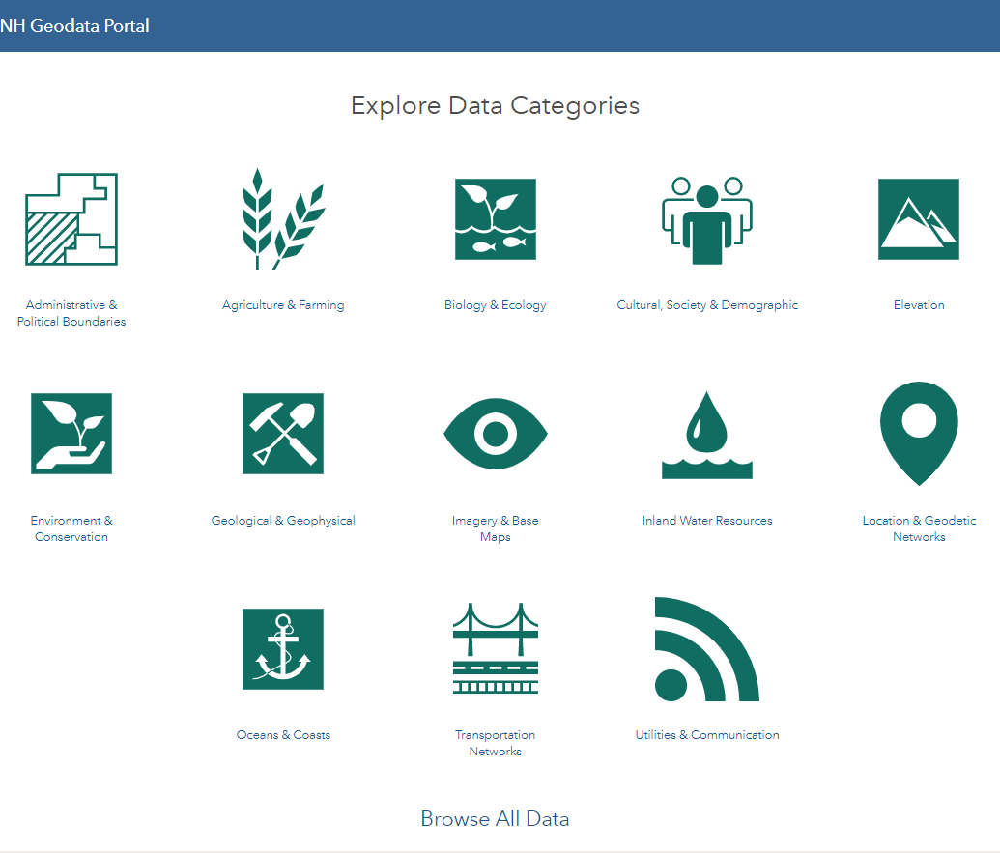 NH Geodata Portal
Explore Data Categories
Administrative &
Political Boundaries
Agriculture & Farming
Biology & Ecology
Cultural, Society & Demographic
Elevation
Environment &
Conservation
Geological & Geophysical
Imagery & Base
Maps
Inland Water Resources
Location & Geodetic
Networks
Oceans & Coasts
Transportation
Networks
Utilities & Communication
Browse All Data